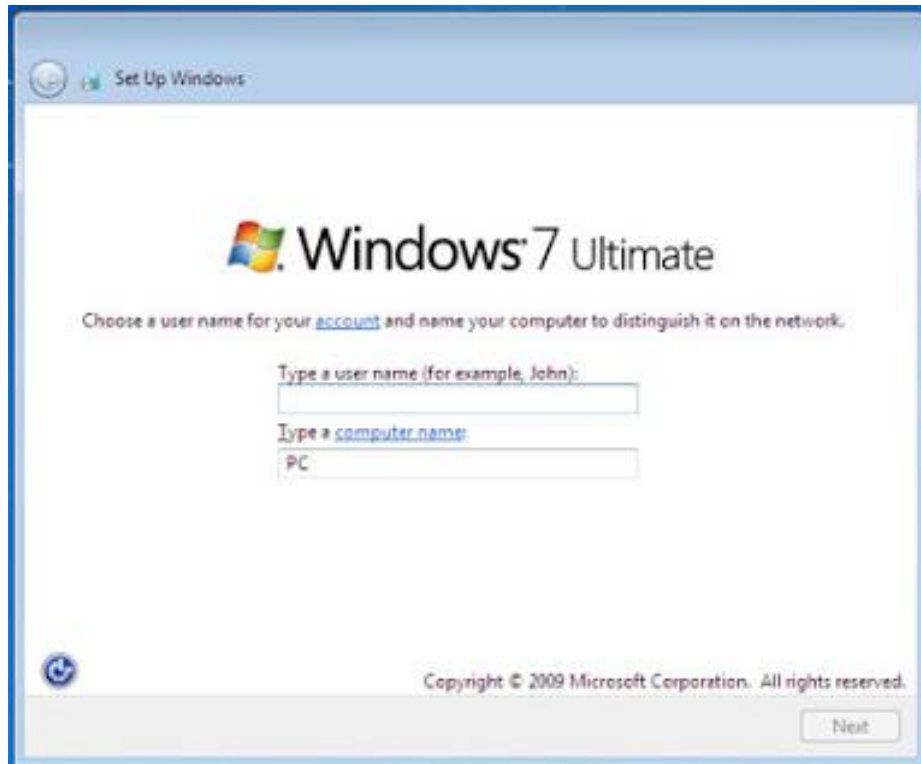 Set Up Windows
Windows 7 Ultimate
Choose a user name for your account and name your computer to distinguish it on the network.
Type a user name (for example, John):
Type a computer name:
PC
Copyright © 2009 Microsoft Corporation. All rights reserved.
Next